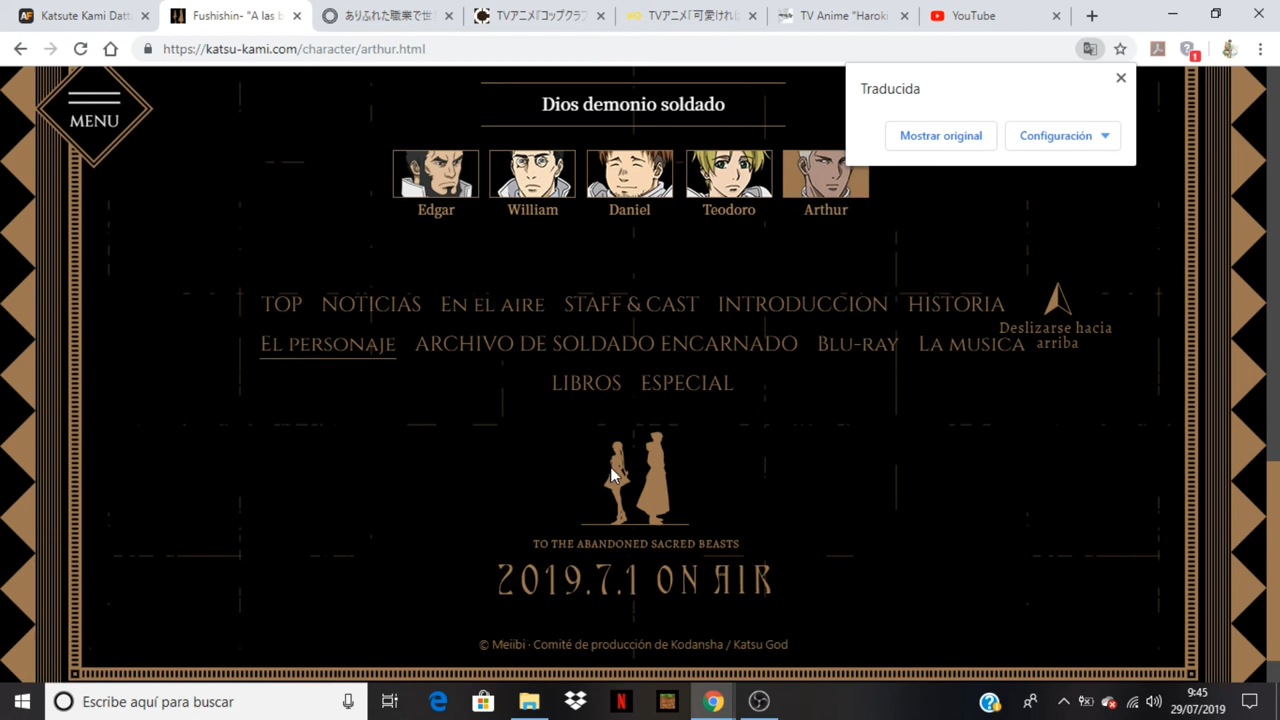 Katsute Kami Datt
Fushishin- "A las b
ありふれた職業で世
TVアニメ『コップクラフ
TVアニメ「可愛ければ
TV Anime "Haroki
YouTube
https://katsu-kami.com/character/arthur.html
1
MENU
Dios demonio soldado
Traducida
Mostrar original
Configuración
Edgar
William
Daniel
Teodoro
Arthur
TOP NOTICIAS En el aire STAFF & CAST INTRODUCCIÓN HISTORIA
El personaje ARCHIVO DE SOLDADO ENCARNADO Blu-ray La musica
LIBROS ESPECIAL
Deslizarse hacia
arriba
TO THE ABANDONED SACRED BEASTS
2019.7.1 ON AIR
© Meiibi · Comité de producción de Kodansha / Katsu God
Escribe aquí para buscar
9:45
29/07/2019